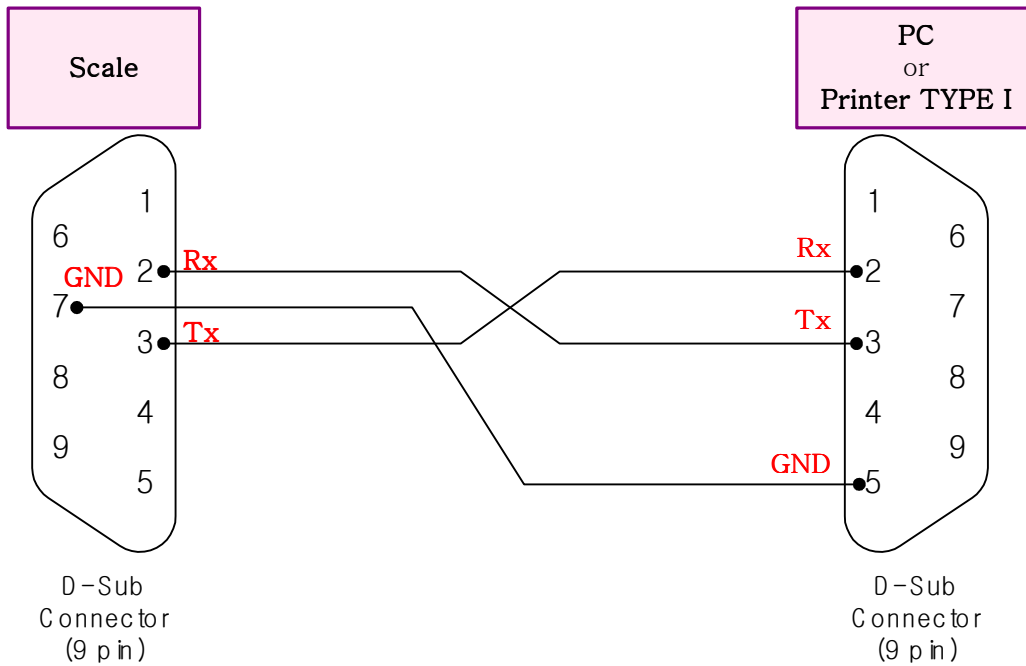 Scale
PC
or
Printer TYPE I
1
6
2
Rx
GND
7
3
Tx
8
4
9
5
1
6
Rx
2
7
Tx
3
8
4
9
GND
5
D-Sub
Connector
(9 pin)
D-Sub
Connector
(9 pin)